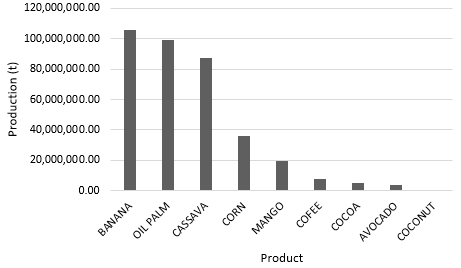 120,000,000.00
100,000,000.00
80,000,000.00
60,000,000.00
40,000,000.00
20,000,000.00
0.00
Production (t)
BANANA
OIL PALM
CASSAVA
CORN
MANGO
COFEE
COCOA
AVOCADO
COCONUT
Product